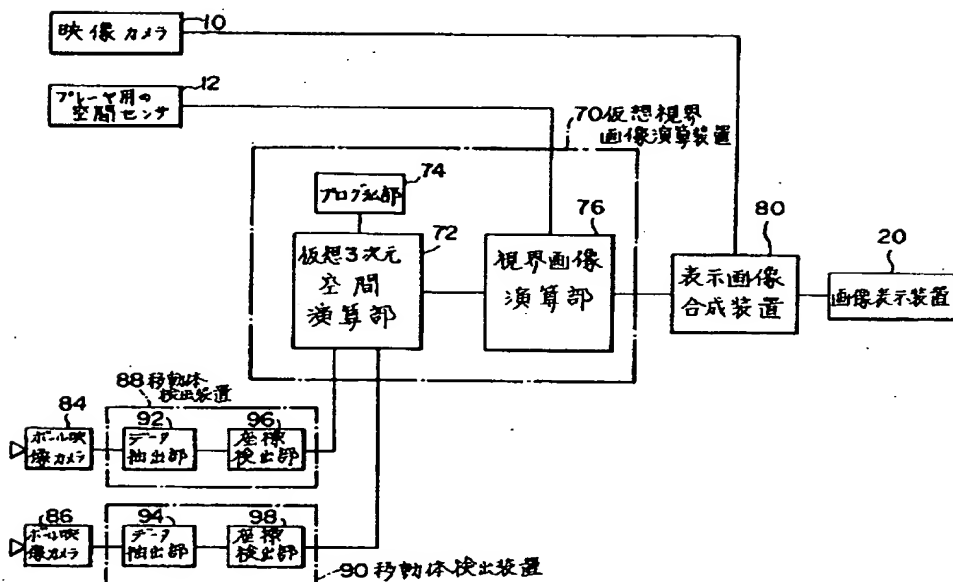 映像カメラ
10
プレーヤ用の
空間センサ
12
70仮想視界
画像演算装置
プログラム部
74
仮想3次元
空間
演算部
72
視界画像
演算部
76
表示画像
合成装置
80
画像表示装置
20
88移動体
検出装置
84
ボール映
像カメラ
92
データ
抽出部
96
座標
検出部
86
ボール映
像カメラ
94
データ
抽出部
98
座標
検出部
90移動体検出装置